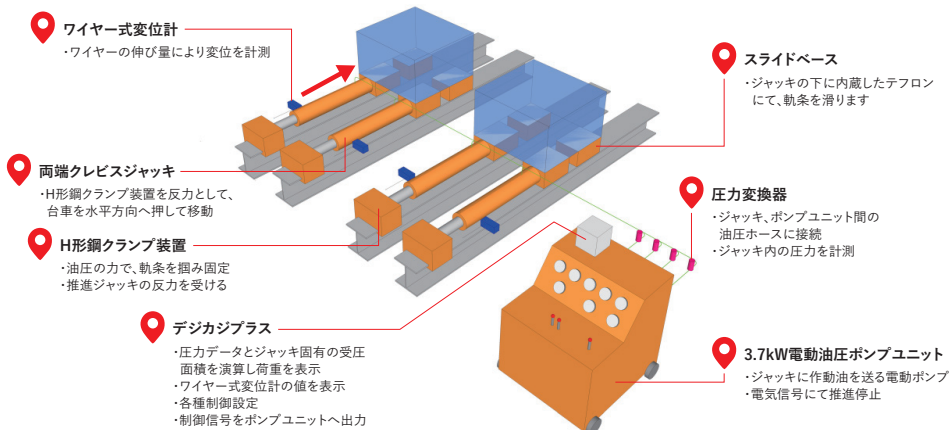 ワイヤー式変位計
・ワイヤーの伸び量により変位を計測
両端クレビスジャッキ
・H形鋼クランプ装置を反力として、
台車を水平方向へ押して移動
H形鋼クランプ装置
・油圧の力で、軌条を掴み固定
・推進ジャッキの反力を受ける
デジカジプラス
・圧力データとジャッキ固有の受圧
面積を演算し荷重を表示
・ワイヤー式変位計の値を表示
・各種制御設定
・制御信号をポンプユニットへ出力
スライドベース
・ジャッキの下に内蔵したテフロン
にて、軌条を滑ります
圧力変換器
・ジャッキ、ポンプユニット間の
油圧ホースに接続
・ジャッキ内の圧力を計測
3.7kW電動油圧ポンプユニット
・ジャッキに作動油を送る電動ポンプ
・電気信号にて推進停止